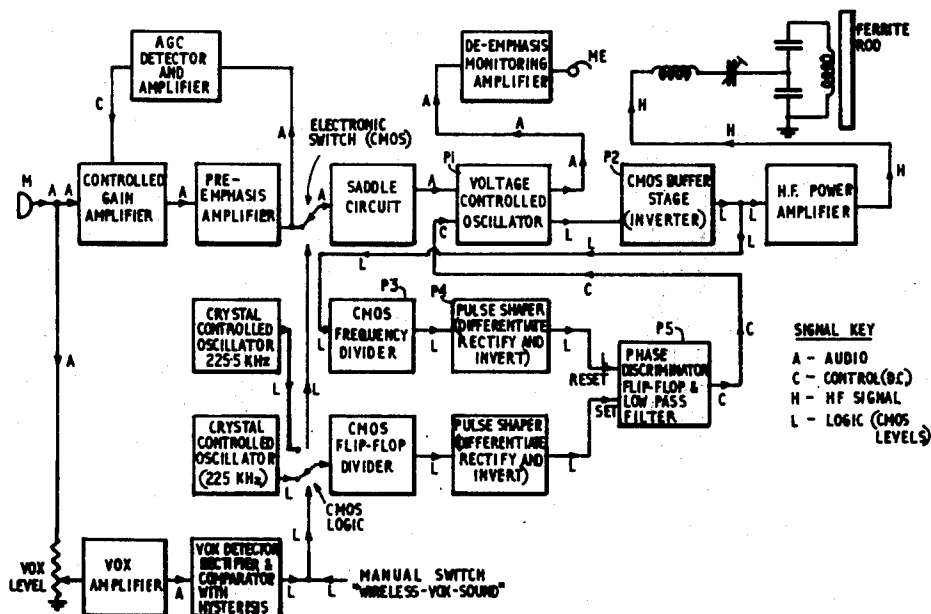 AGC
DETECTOR
AND
AMPLIFIER
DE-EMPHASIS
MONITORING
AMPLIFIER
ME
FERRITE
ROD
C
A
A
A
H
H
H
ELECTRONIC
SWITCH (CMOS)
M
A
A
CONTROLLED
GAIN
AMPLIFIER
A
PRE-
EMPHASIS
AMPLIFIER
A
SADDLE
CIRCUIT
A
P1
VOLTAGE
CONTROLLED
OSCILLATOR
C
A
L
P2
CMOS BUFFER
STAGE
(INVERTER)
L
L
L
H.F. POWER
AMPLIFIER
L
L
C
A
CRYSTAL
CONTROLLED
OSCILLATOR
225·5 KHz
L
L
L
L
P3
CMOS
FREQUENCY
DIVIDER
L
P4
PULSE SHAPER
(DIFFERENTIATE
RECTIFY AND
INVERT)
L
L
RESET
SET
P5
PHASE
DISCRIMINATOR
FLIP-FLOP &
LOW PASS
FILTER
C
C
SIGNAL KEY
A - AUDIO
C - CONTROL (D.C)
H - HF SIGNAL
L - LOGIC (CMOS
LEVELS)
CRYSTAL
CONTROLLED
OSCILLATOR
(225 KHz)
L
CMOS
FLIP-FLOP
DIVIDER
L
PULSE SHAPER
(DIFFERENTIATE
RECTIFY AND
INVERT)
L
CMOS
LOGIC
L
VOX
LEVEL
VOX
AMPLIFIER
A
VOX DETECTOR
RECTIFIER &
COMPARATOR
WITH
HYSTERESIS
L
L
MANUAL SWITCH
"WIRELESS-VOX-SOUND"